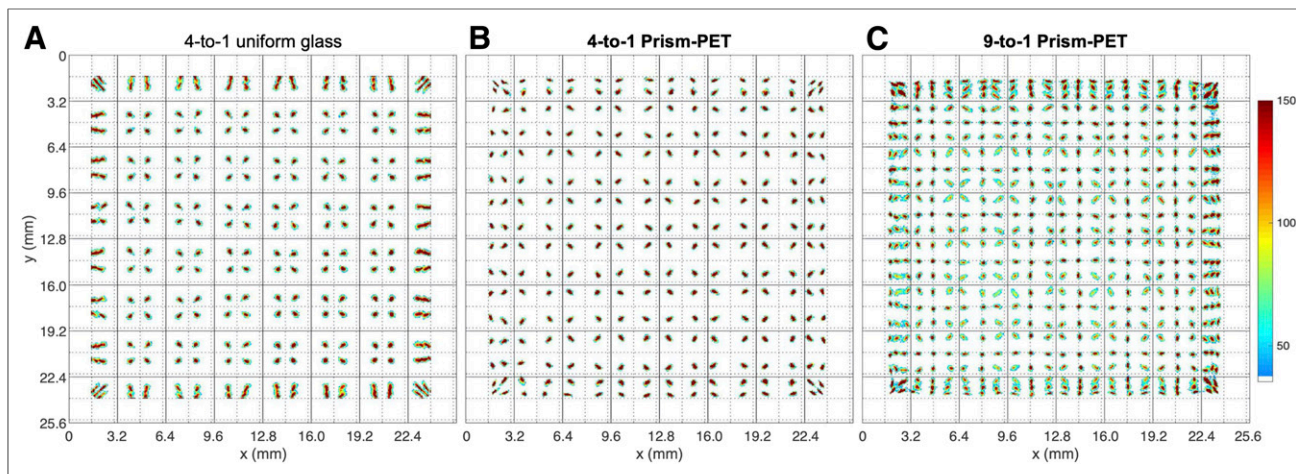 A 4-to-1 uniform glass
B 4-to-1 Prism-PET
C 9-to-1 Prism-PET
0
3.2
6.4
9.6
12.8
16.0
19.2
22.4
25.6
y (mm)
0 3.2 6.4 9.6 12.8 16.0 19.2 22.4
x (mm)
0 3.2 6.4 9.6 12.8 16.0 19.2 22.4
x (mm)
0 3.2 6.4 9.6 12.8 16.0 19.2 22.4 25.6
x (mm)
150
100
50